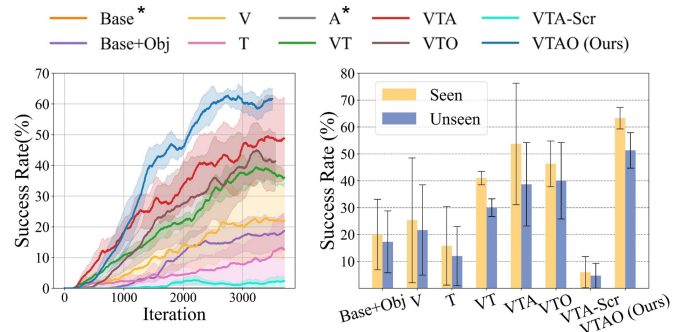 Base* V A* VTA VTA-Scr
Base+Obj T VT VTO VTAO (Ours)
Success Rate(%)
70
60
50
40
30
20
10
0
0 1000 2000 3000
Iteration
Success Rate (%)
80
70
60
50
40
30
20
10
Seen
Unseen
Base+Obj V T VT VTA VTO VTA-Scr VTAO (Ours)